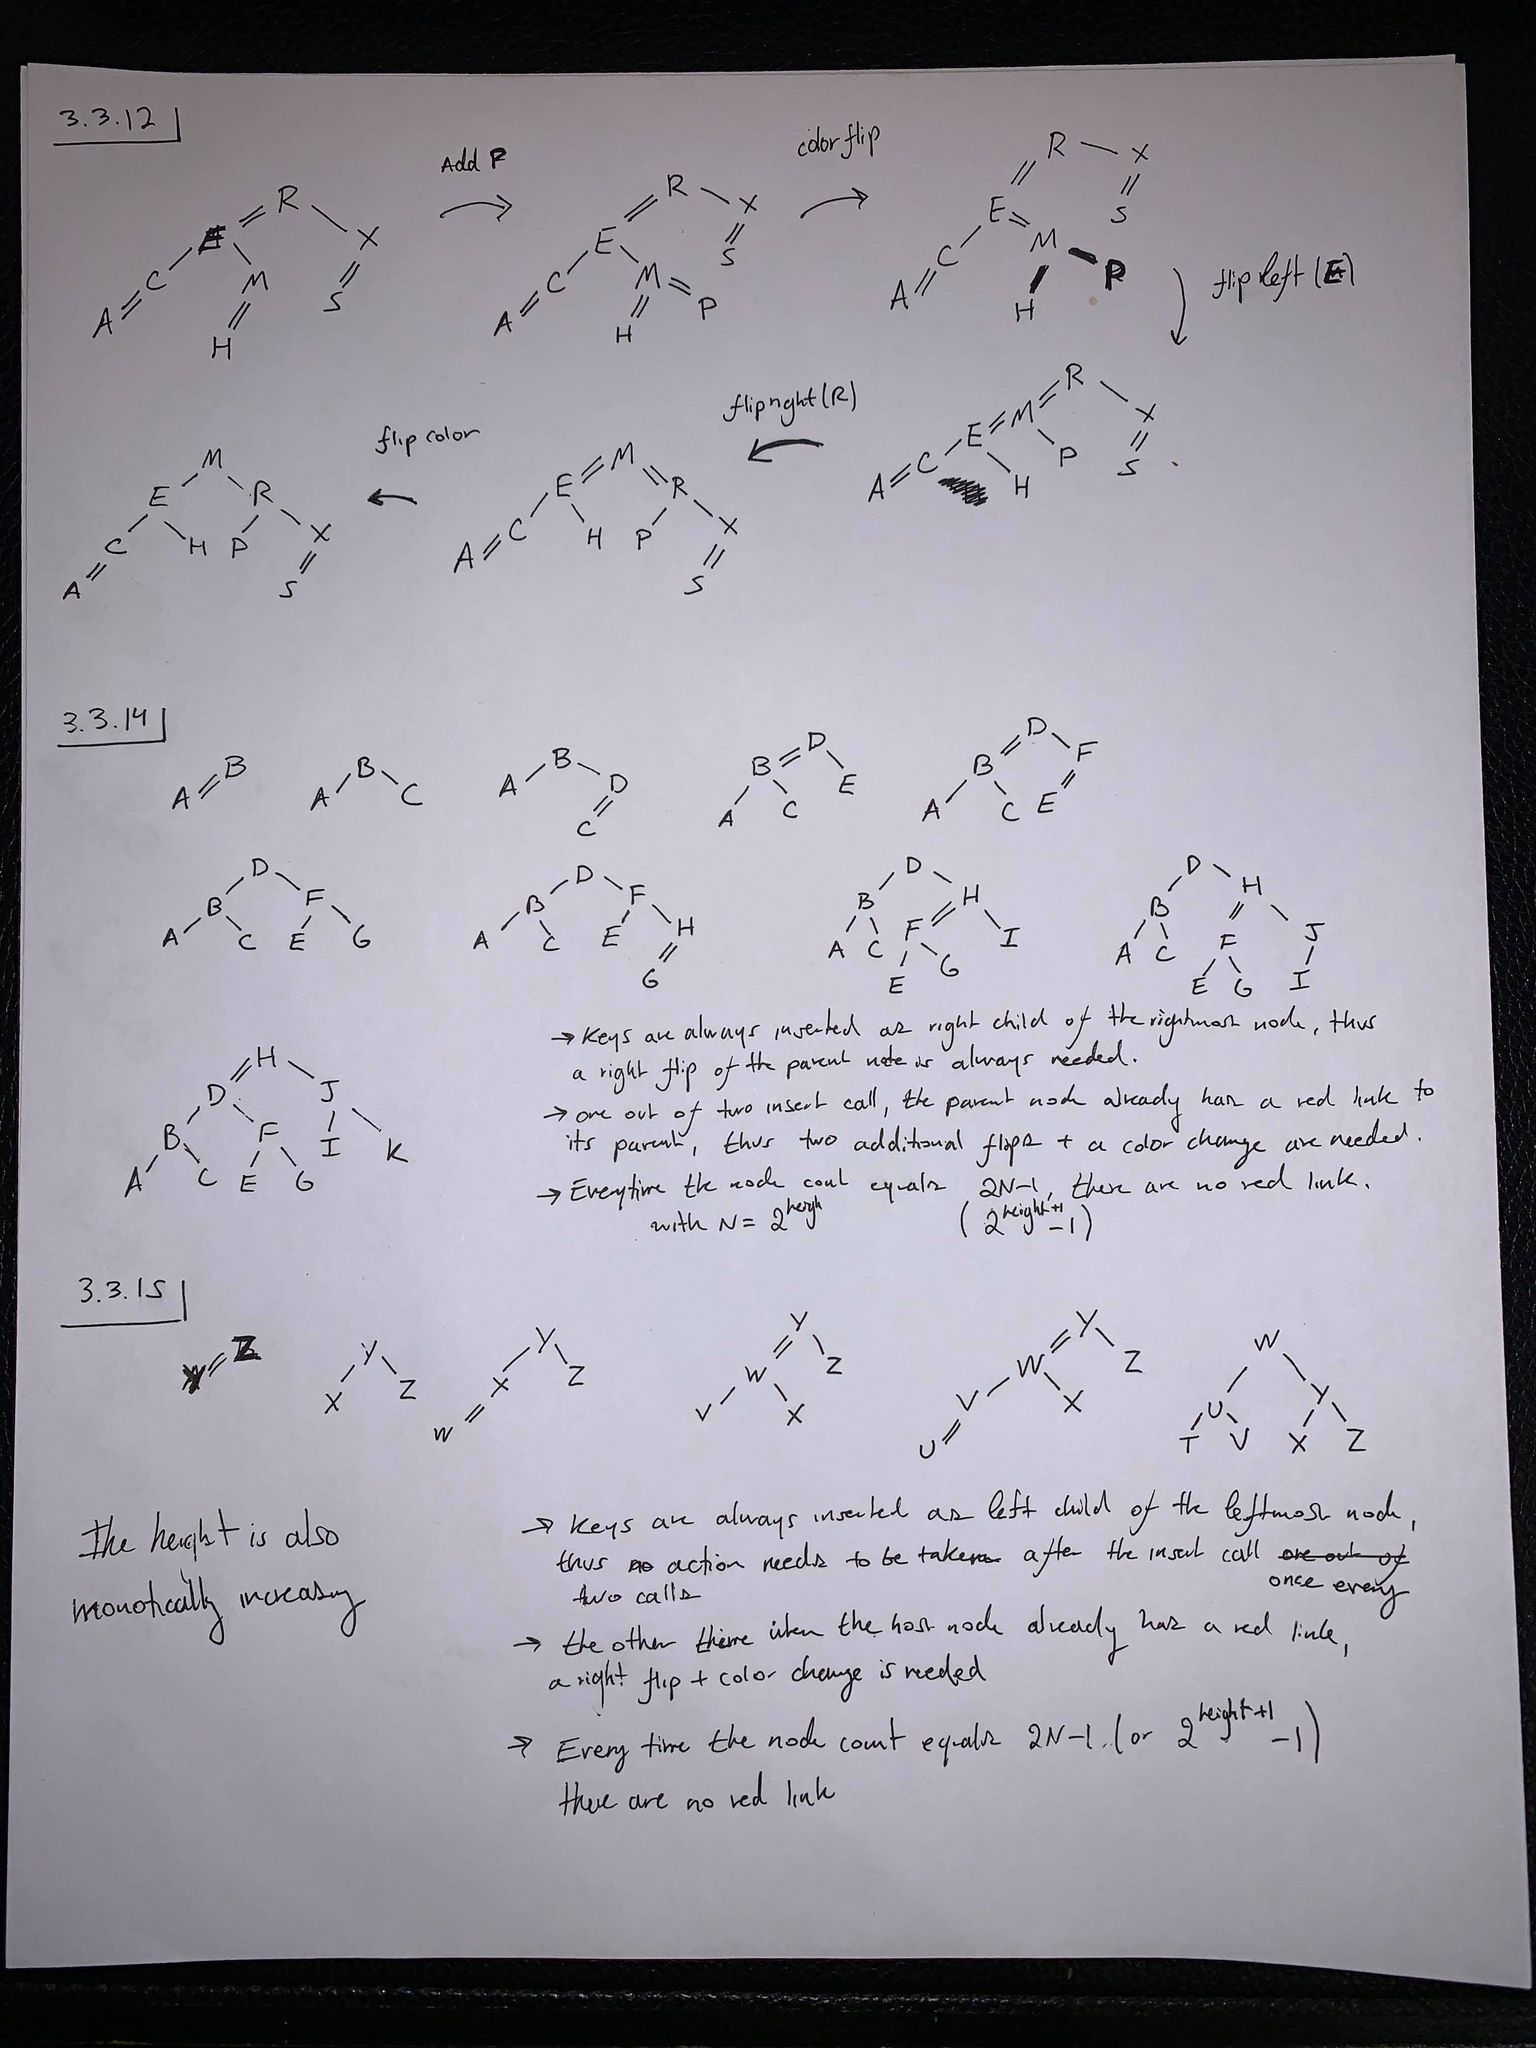 3.3.12
Add P
color flip
R
E
X
C
M
A
S
H
R
X
E
S
C
M
A
H
P
R
X
E
S
C
M
A
H
P
flip left (E)
flip color
flipright (R)
M
E
R
C
H
P
X
A
S
M
E
R
C
H
P
X
A
S
R
M
X
E
C
P
S
A
H
3.3.14
A B
B
A C
B
A D
C
D
B
E
A C
D
B F
A C E
D
B F
A C E G
D
B F
A C E H
G
D
B H
A C F I
E G
D
B H
A C F J
E G I
H
D J
B F I K
A C E G
→ Keys are always inserted as right child of the rightmost node, thus
a right flip of the parent note is always needed.
→ one out of two insert call, the parent node already has a red link to
its parent, thus two additional flips + a color change are needed.
→ Everytime the node count equals 2N-1, there are no red link.
with N = 2^heigh (2^height+1 -1)
3.3.15
Y Z
Y
X Z
Y
X Z
W
Y
W Z
V X
Y
W Z
V X
U
W
U Y
T V X Z
The height is also
monotically increasing
→ Keys are always inserted as left child of the leftmost node,
thus no action needs to be taken after the insert call one out of
once every
two calls
→ the other time when the host node already has a red link,
a right flip + color change is needed
→ Every time the node count equals 2N-1 (or 2^height+1 -1)
there are no red link